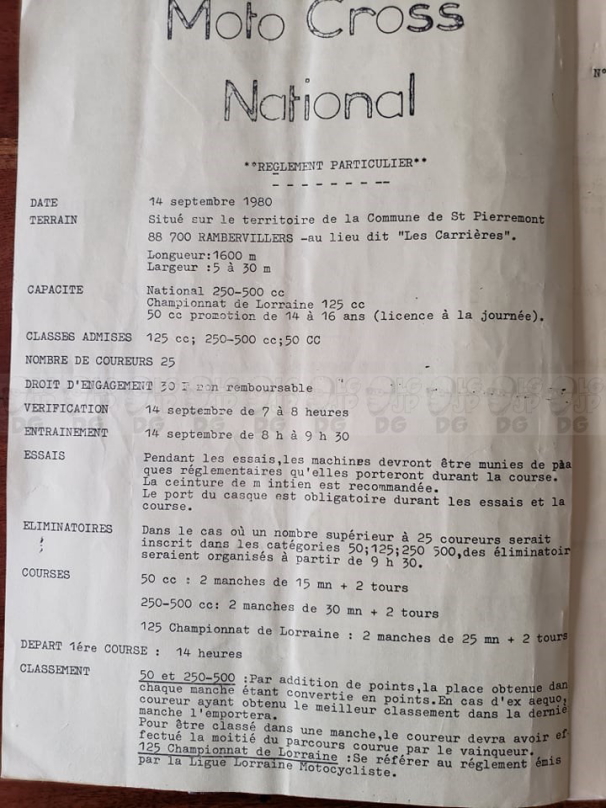 Moto Cross
National
N°
**REGLEMENT PARTICULIER**
- - - - - - - - -
DATE 14 septembre 1980
TERRAIN Situé sur le territoire de la Commune de St Pierremont
88 700 RAMBERVILLERS -au lieu dit "Les Carrières".
Longueur:1600 m
Largeur :5 à 30 m
CAPACITE National 250-500 cc
Championnat de Lorraine 125 cc
50 cc promotion de 14 à 16 ans (licence à la journée).
CLASSES ADMISES 125 cc; 250-500 cc;50 CC
NOMBRE DE COUREURS 25
DROIT D'ENGAGEMENT 30 F non remboursable
VERIFICATION 14 septembre de 7 à 8 heures
ENTRAINEMENT 14 septembre de 8 h à 9 h 30
ESSAIS Pendant les essais,les machines devront être munies de pla
ques réglementaires qu'elles porteront durant la course.
La ceinture de m intien est recommandée.
Le port du casque est obligatoire durant les essais et la
course.
ELIMINATOIRES Dans le cas où un nombre supérieur à 25 coureurs serait
inscrit dans les catégories 50;125;250 500,des éliminatoir
seraient organisés à partir de 9 h 30.
COURSES 50 cc : 2 manches de 15 mn + 2 tours
250-500 cc: 2 manches de 30 mn + 2 tours
125 Championnat de Lorraine : 2 manches de 25 mn + 2 tours
DEPART 1ére COURSE : 14 heures
CLASSEMENT 50 et 250-500 :Par addition de points,la place obtenue dan
chaque manche étant convertie en points.En cas d'ex aequo,
coureur ayant obtenu le meilleur classement dans la derniè
manche l'emportera.
Pour être classé dans une manche,le coureur devra avoir ef
fectué la moitié du parcours courue par le vainqueur.
125 Championnat de Lorraine :Se référer au réglement émis
par la Ligue Lorraine Motocycliste.